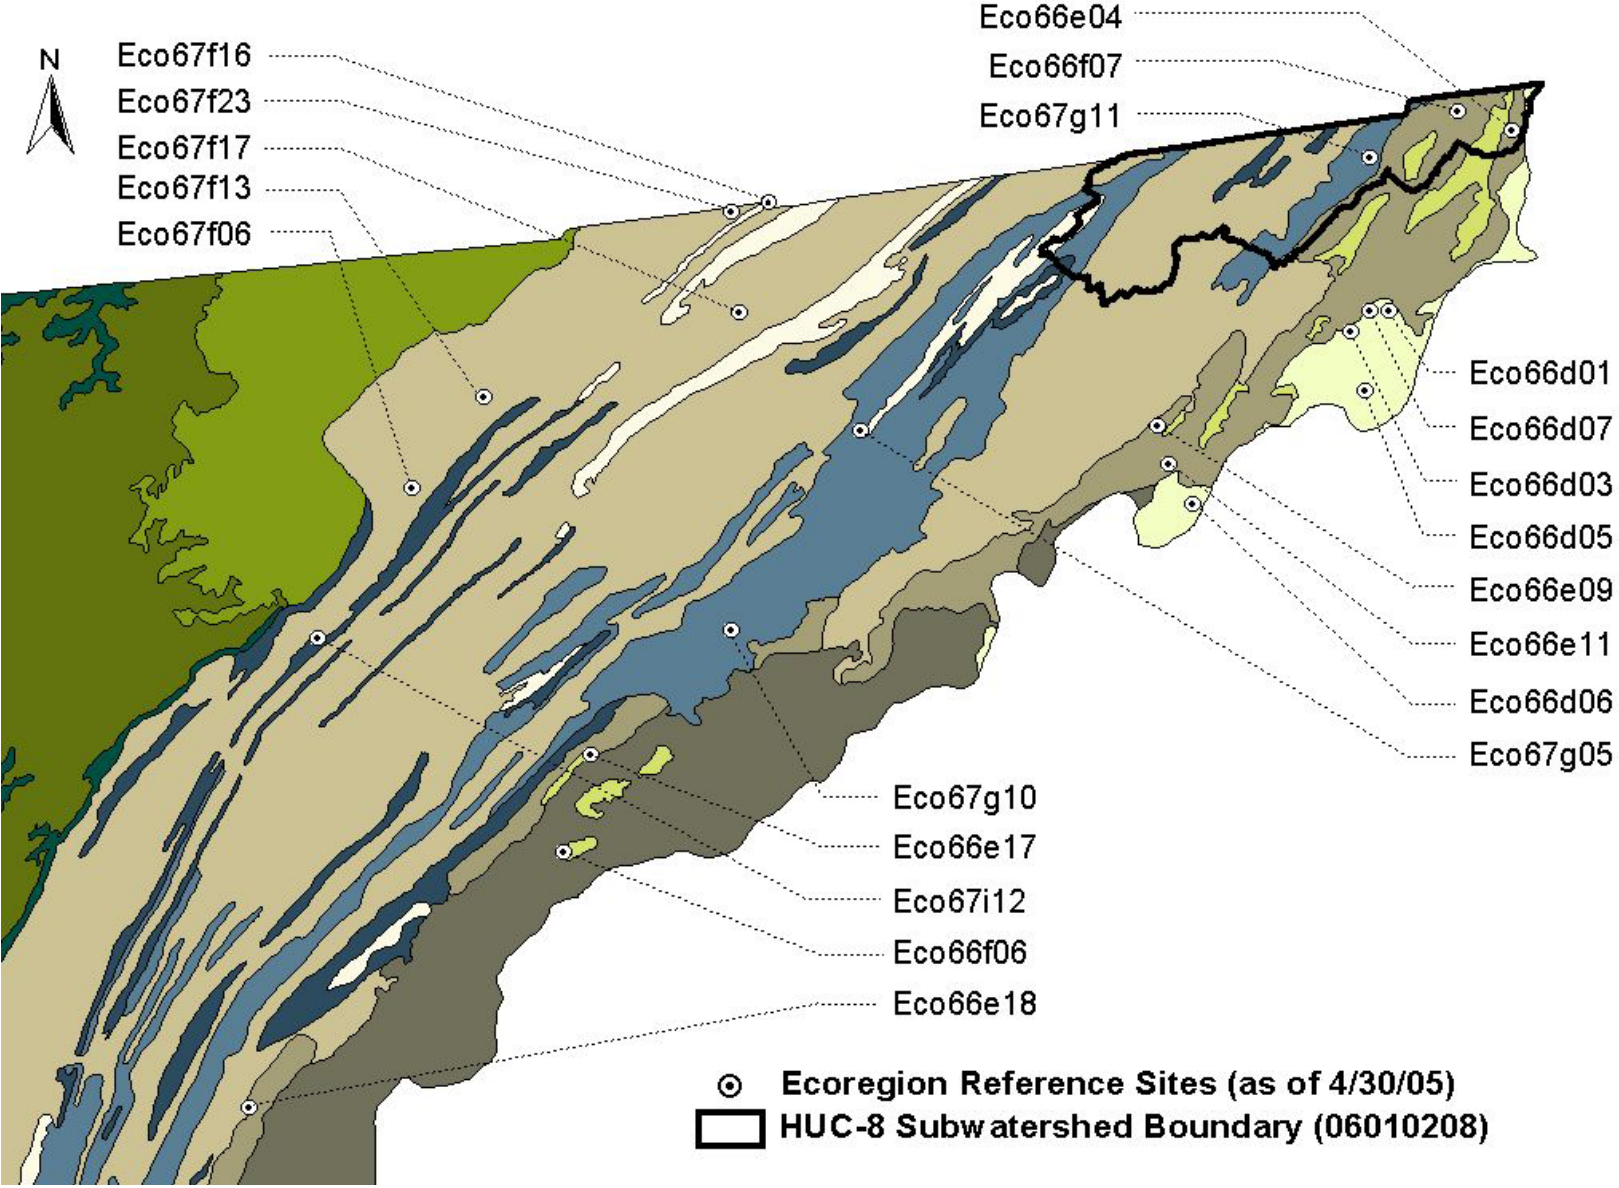 N
Eco67f16
Eco67f23
Eco67f17
Eco67f13
Eco67f06
Eco66e04
Eco66f07
Eco67g11
Eco66d01
Eco66d07
Eco66d03
Eco66d05
Eco66e09
Eco66e11
Eco66d06
Eco67g05
Eco67g10
Eco66e17
Eco67i12
Eco66f06
Eco66e18
Ecoregion Reference Sites (as of 4/30/05)
HUC-8 Subwatershed Boundary (06010208)